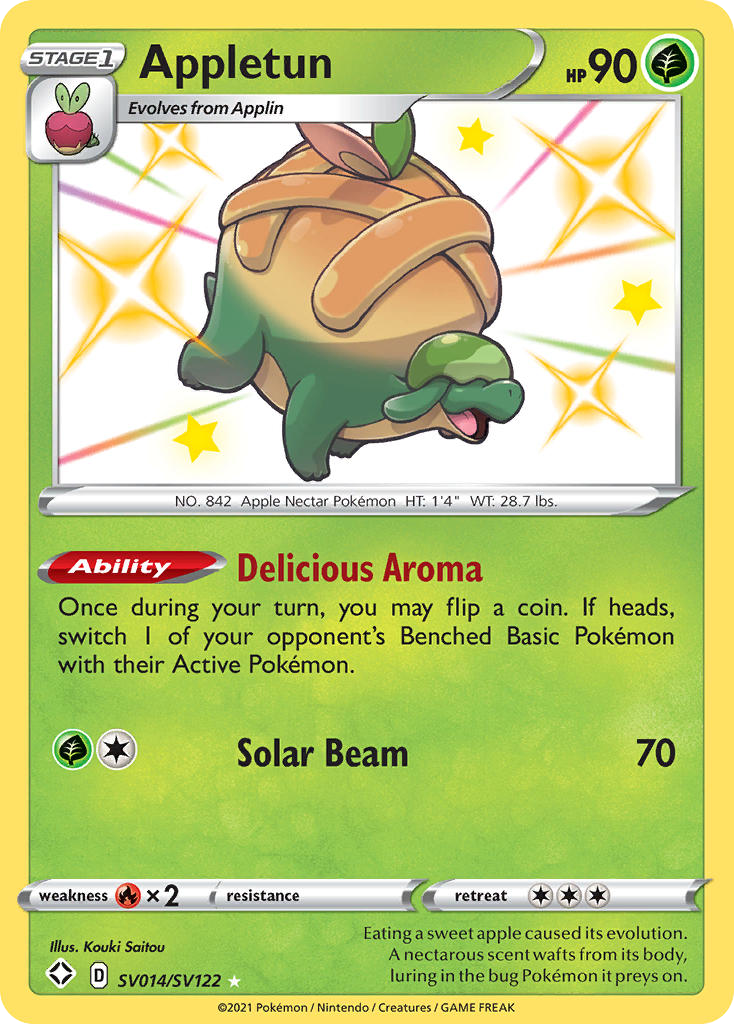 STAGE1
Appletun
HP90
Evolves from Applin
NO. 842 Apple Nectar Pokémon HT: 1'4" WT: 28.7 lbs.
Ability
Delicious Aroma
Once during your turn, you may flip a coin. If heads,
switch 1 of your opponent's Benched Basic Pokémon
with their Active Pokémon.
Solar Beam 70
weakness ×2 resistance retreat
Illus. Kouki Saitou
Eating a sweet apple caused its evolution.
A nectarous scent wafts from its body,
luring in the bug Pokémon it preys on.
D SV014/SV122 ★
©2021 Pokémon / Nintendo / Creatures / GAME FREAK